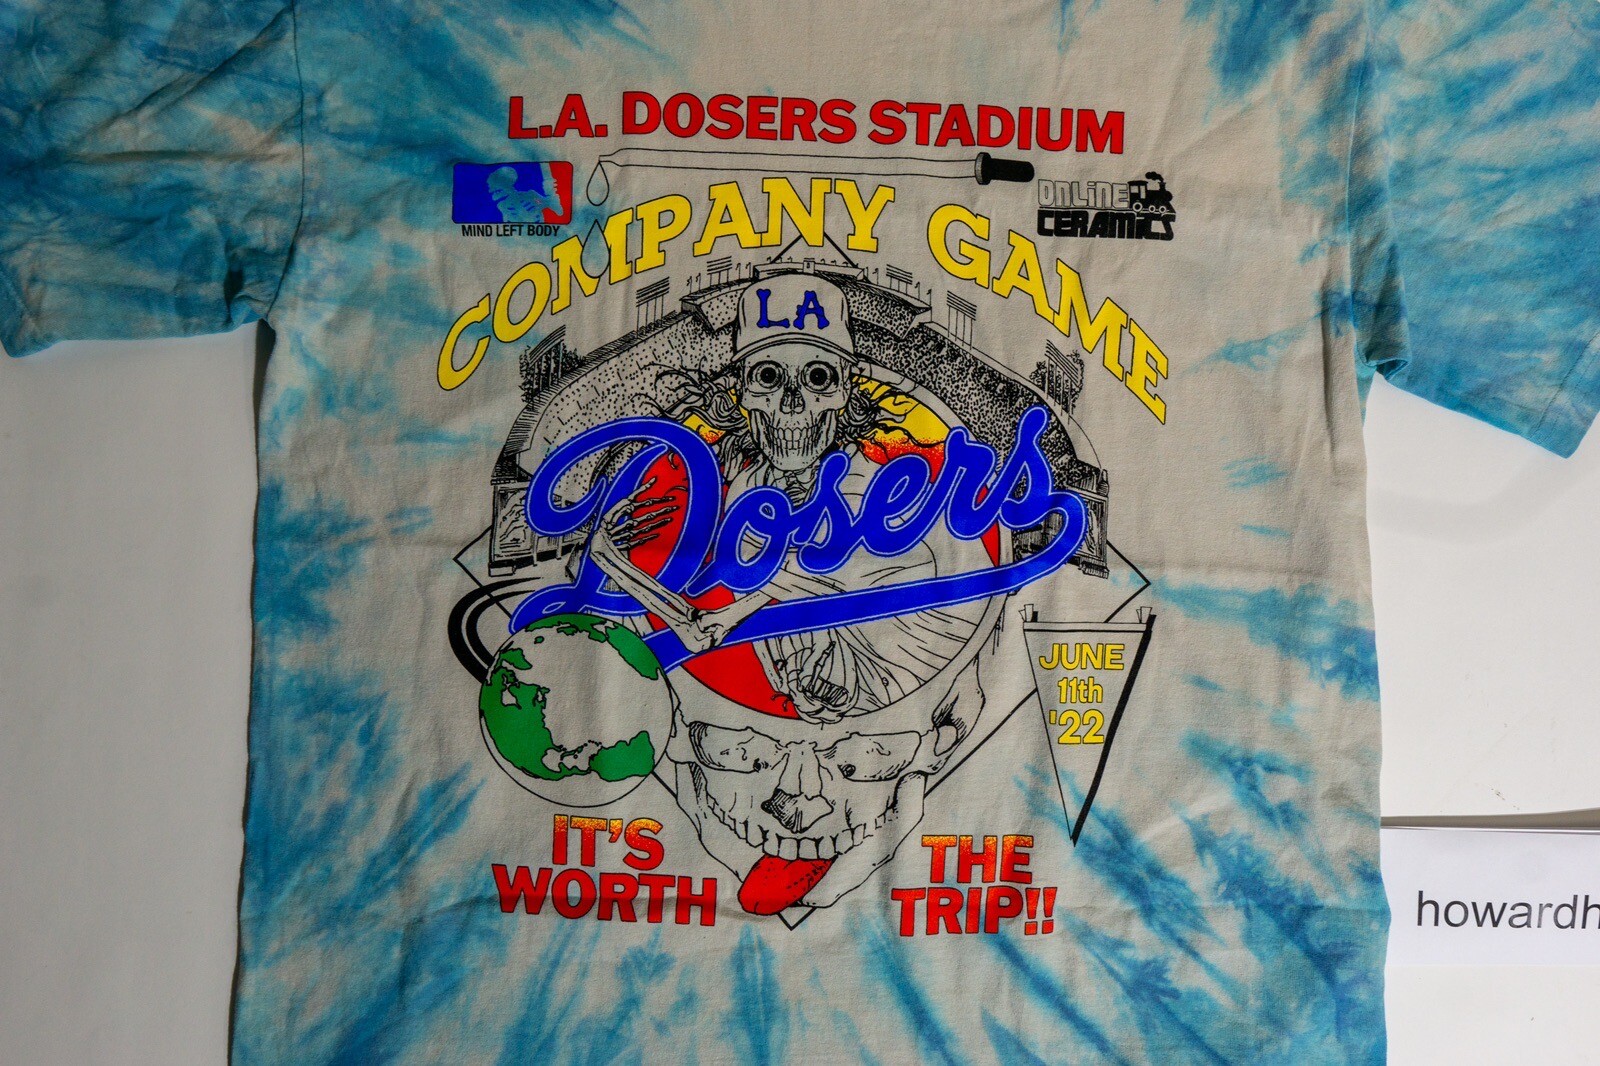 L.A. DOSERS STADIUM
MIND LEFT BODY
ONLINE
CERAMICS
COMPANY GAME
LA
Dosers
JUNE
11th
'22
IT'S
WORTH
THE
TRIP!!
howardh